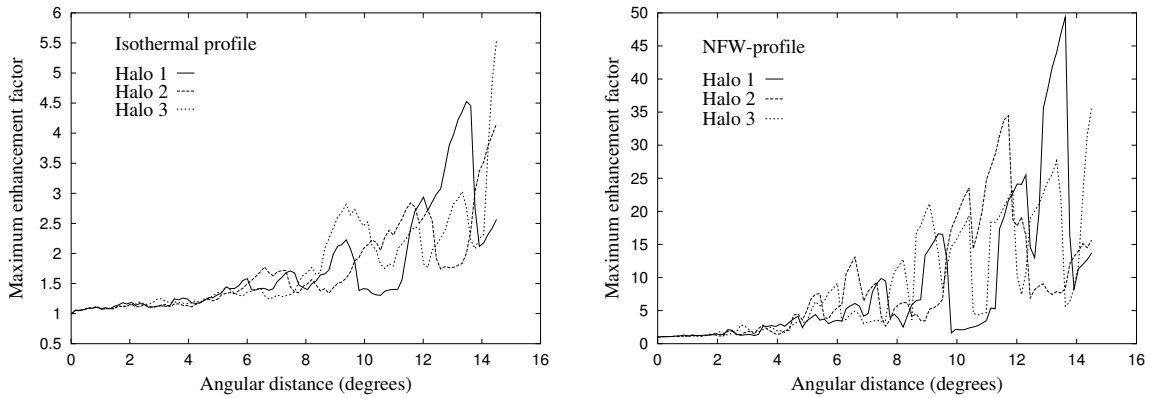 6
5.5
5
4.5
4
3.5
3
2.5
2
1.5
1
0.5
Maximum enhancement factor
Isothermal profile
Halo 1
Halo 2
Halo 3
0 2 4 6 8 10 12 14 16
Angular distance (degrees)
50
45
40
35
30
25
20
15
10
5
0
Maximum enhancement factor
NFW-profile
Halo 1
Halo 2
Halo 3
0 2 4 6 8 10 12 14 16
Angular distance (degrees)